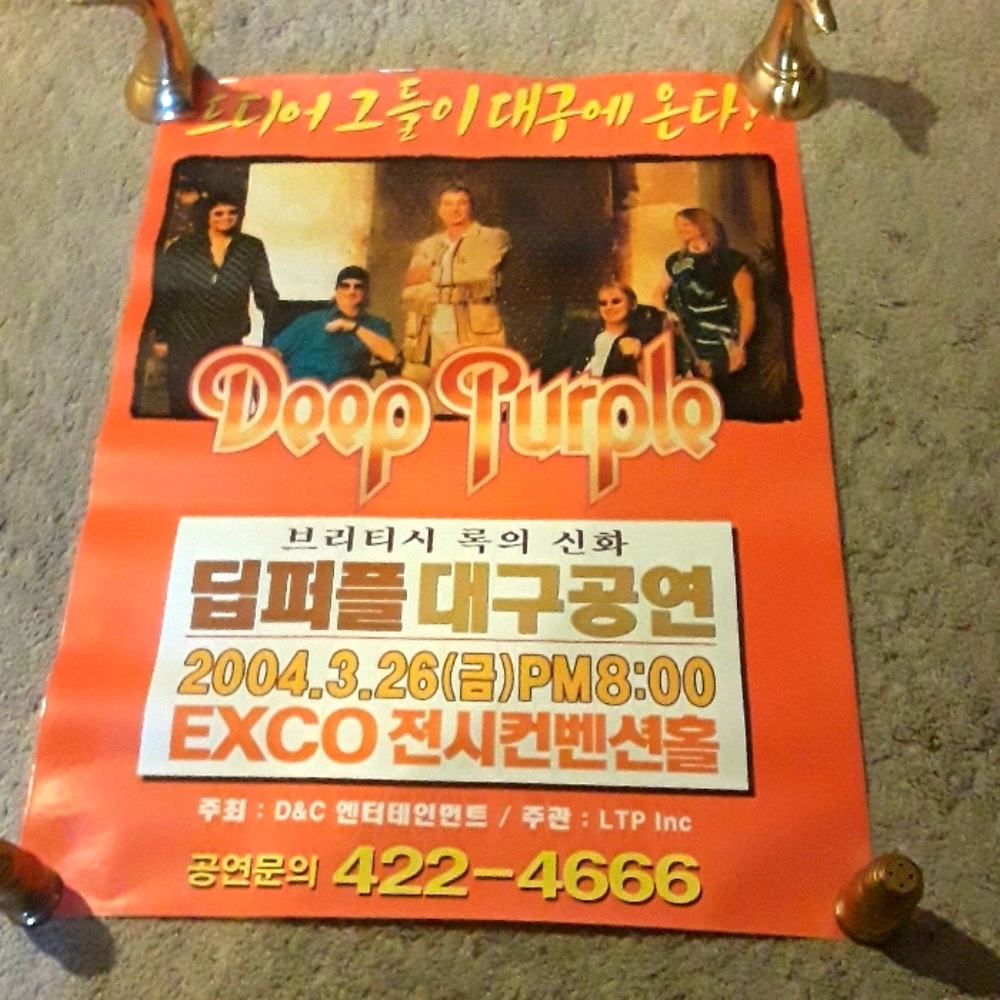 드디어 그들이 대구에 온다!
Deep Purple
브리티시 록의 신화
딥퍼플 대구공연
2004.3.26(금)PM8:00
EXCO 전시컨벤션홀
주최 : D&C 엔터테인먼트 / 주관 : LTP Inc
공연문의 422-4666